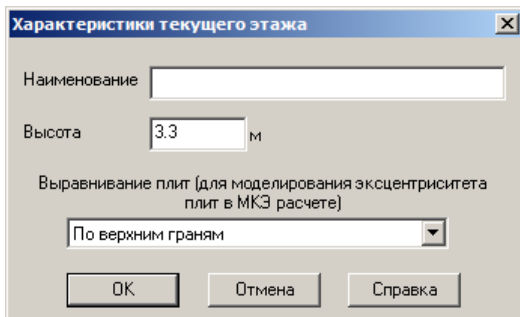 Характеристики текущего этажа
Наименование
Высота 3.3 м
Выравнивание плит (для моделирования эксцентриситета
плит в МКЭ расчете)
По верхним граням
OK Отмена Справка